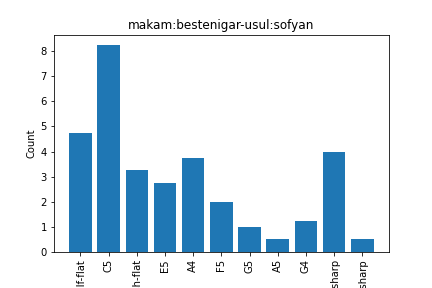 makam:bestenigar-usul:sofyan
8
7
6
5
4
3
2
1
0
Count
lf-flat
C5
h-flat
E5
A4
F5
G5
A5
G4
sharp
sharp